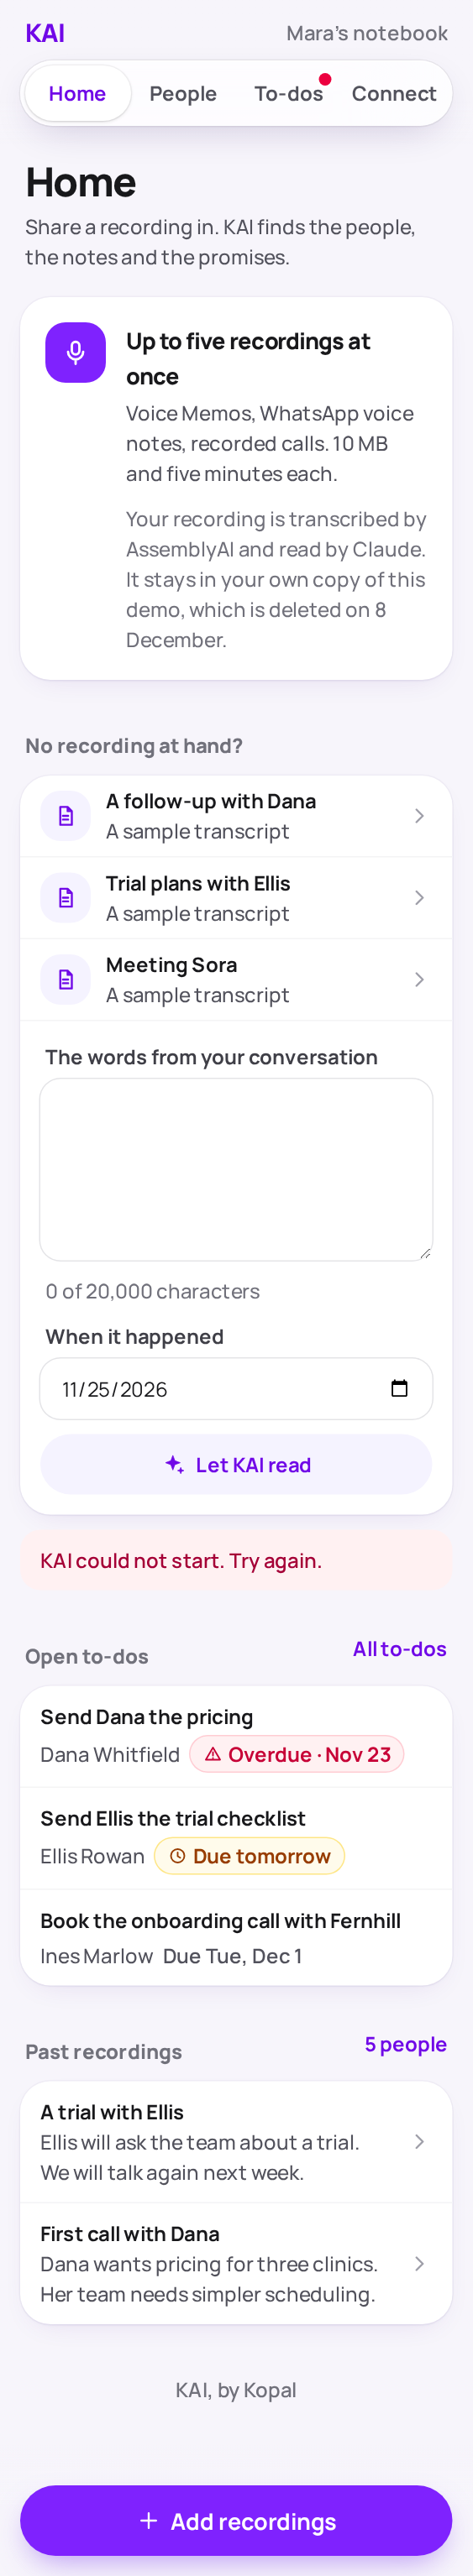 KAI
Mara's notebook
Home
People
To-dos
Connect
Home
Share a recording in. KAI finds the people,
the notes and the promises.
Up to five recordings at
once
Voice Memos, WhatsApp voice
notes, recorded calls. 10 MB
and five minutes each.
Your recording is transcribed by
AssemblyAI and read by Claude.
It stays in your own copy of this
demo, which is deleted on 8
December.
No recording at hand?
A follow-up with Dana
A sample transcript
Trial plans with Ellis
A sample transcript
Meeting Sora
A sample transcript
The words from your conversation
0 of 20,000 characters
When it happened
11/25/2026
Let KAI read
KAI could not start. Try again.
Open to-dos
All to-dos
Send Dana the pricing
Dana Whitfield
Overdue · Nov 23
Send Ellis the trial checklist
Ellis Rowan
Due tomorrow
Book the onboarding call with Fernhill
Ines Marlow
Due Tue, Dec 1
Past recordings
5 people
A trial with Ellis
Ellis will ask the team about a trial.
We will talk again next week.
First call with Dana
Dana wants pricing for three clinics.
Her team needs simpler scheduling.
KAI, by Kopal
Add recordings